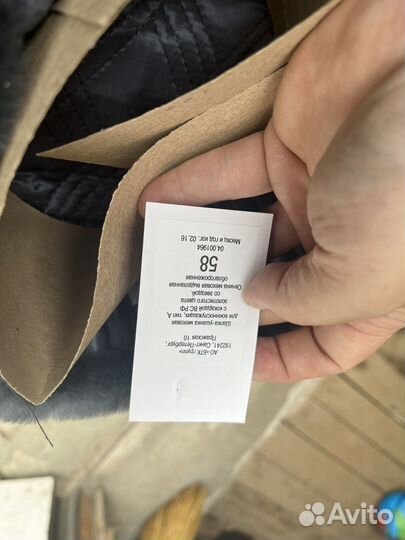 АО «БТК групп»
192241, Санкт-Петербург,
Пражская 10
Шапка-ушанка меховая
для военнослужащих, тип А,
с кокардой ВС РФ
золотистого цвета
со звездой.
Овчина меховая выделанная
облагороженная
58
04.001964
Месяц и год изг. 02.16
Avito